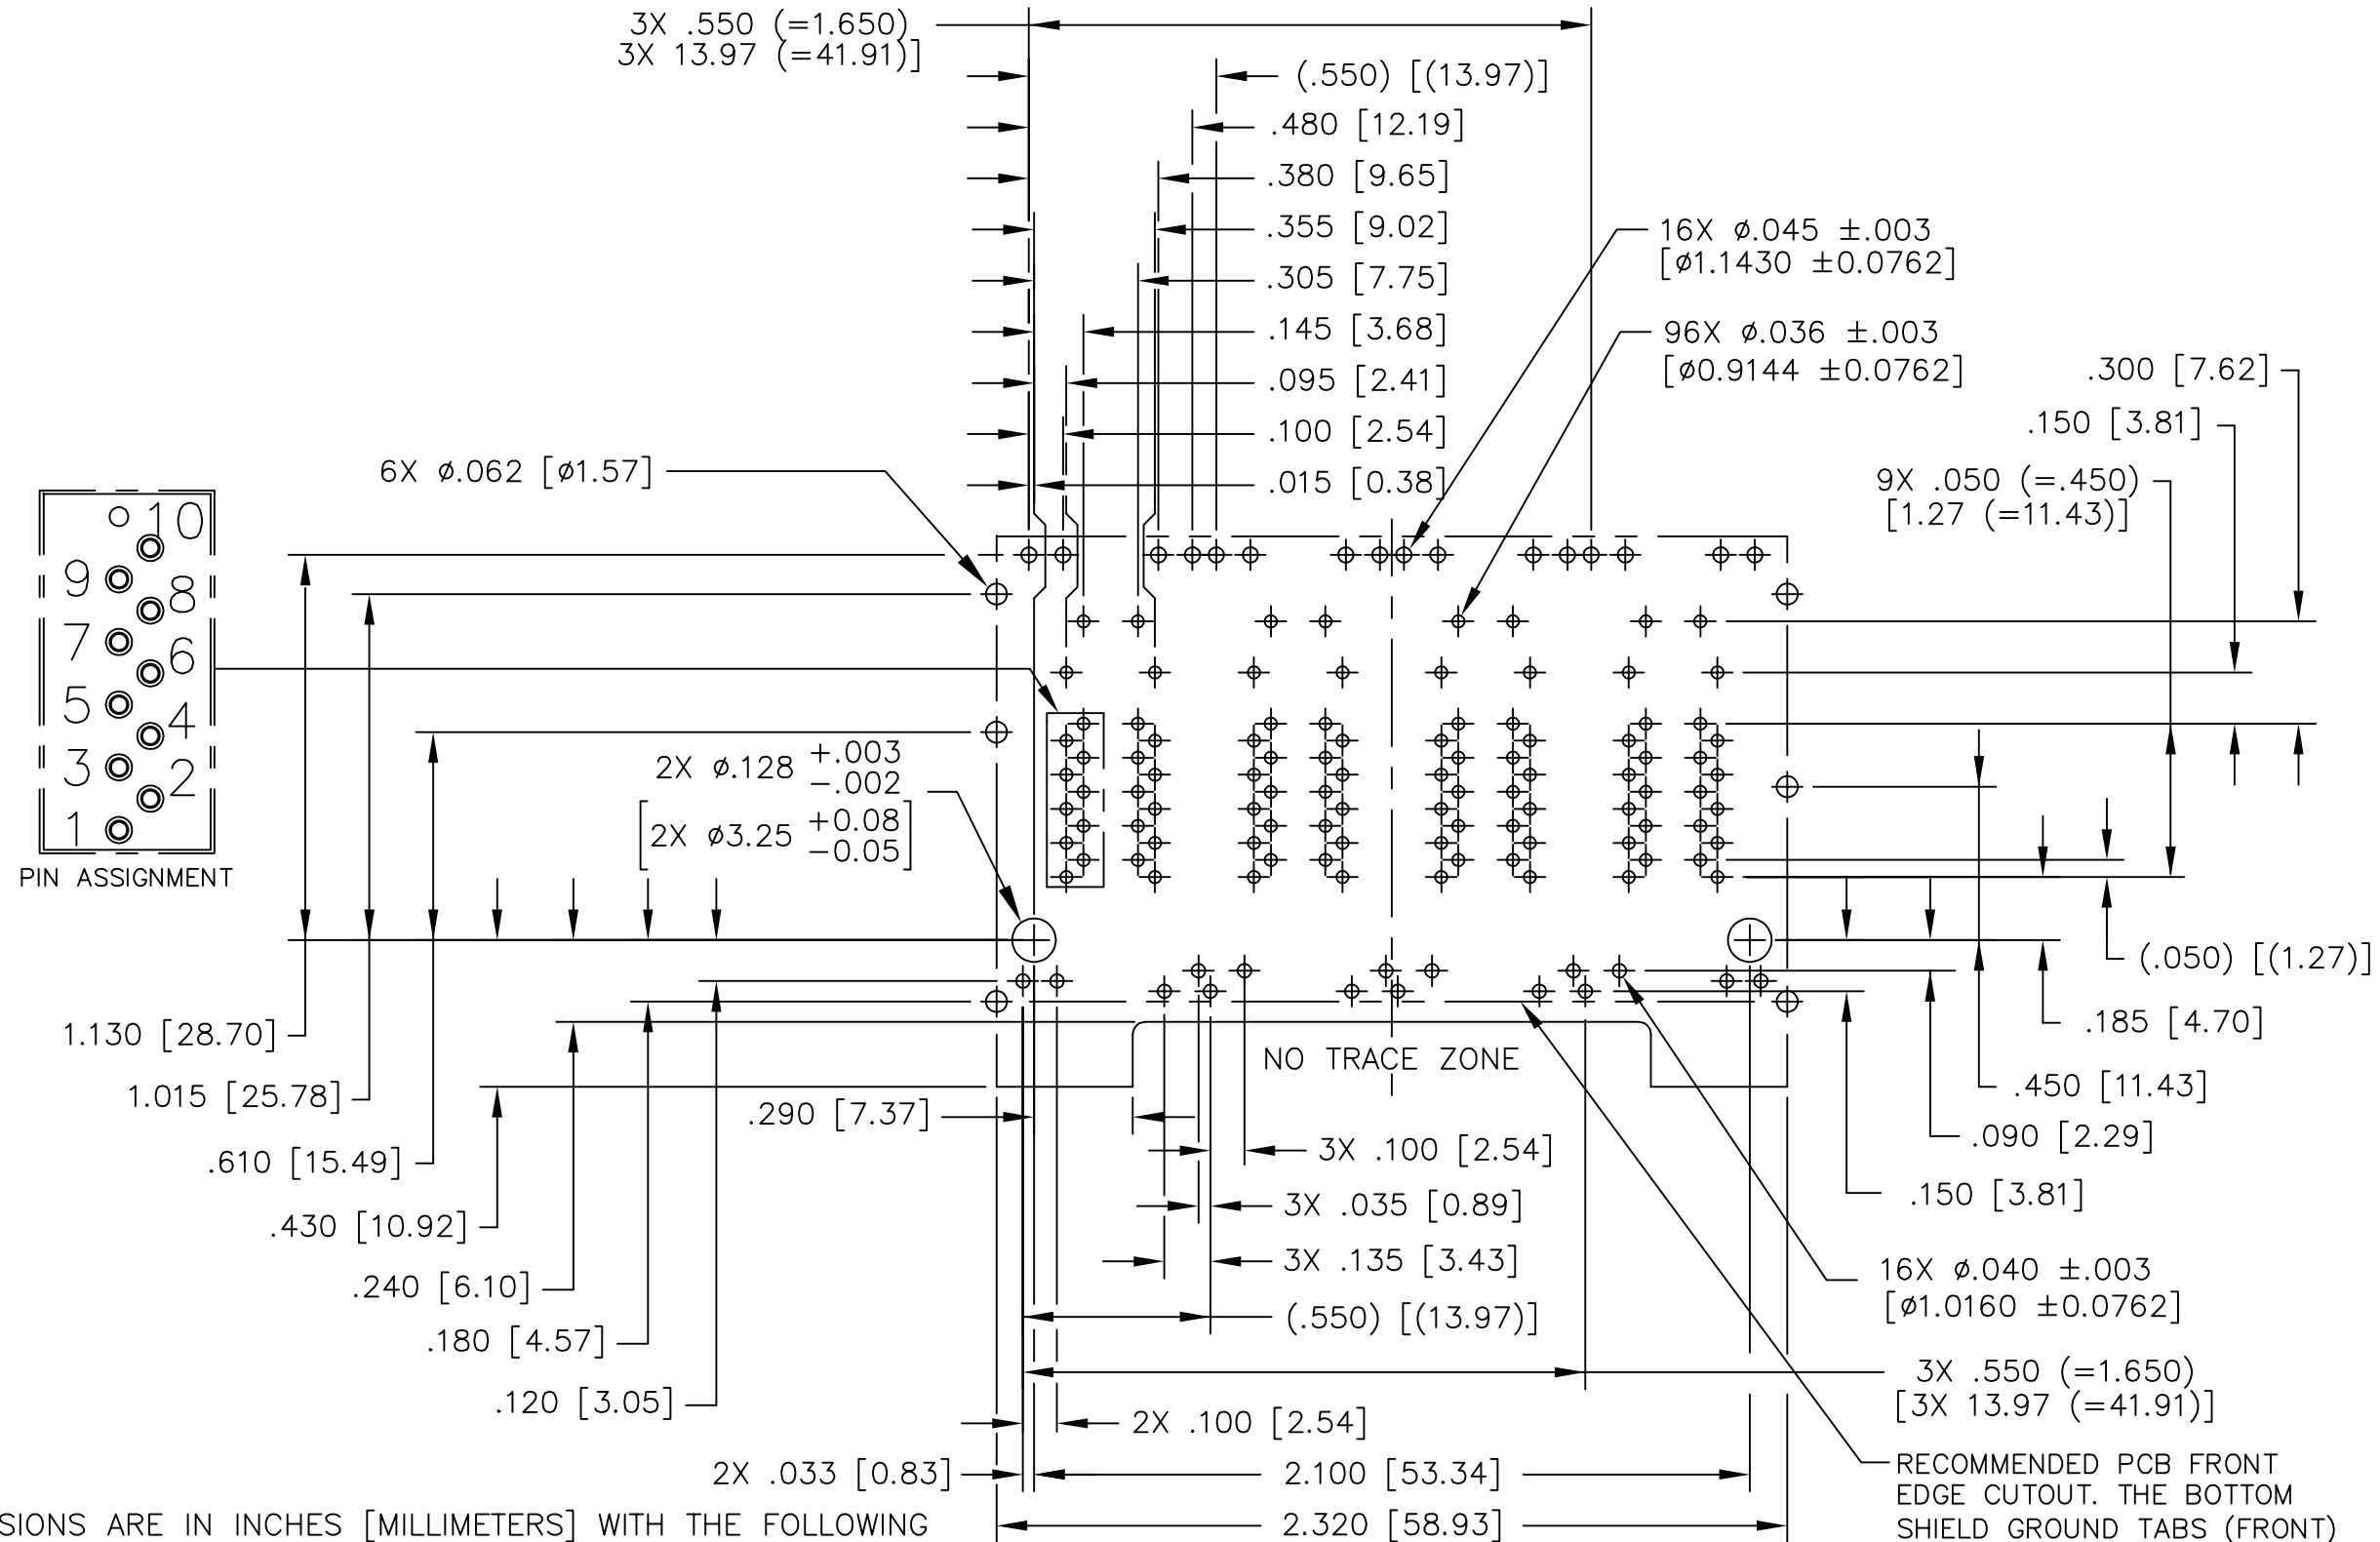 3X .550 (=1.650)
3X 13.97 (=41.91)]
(.550) [(13.97)]
.480 [12.19]
.380 [9.65]
.355 [9.02]
.305 [7.75]
.145 [3.68]
.095 [2.41]
.100 [2.54]
.015 [0.38]
16X ø.045 ±.003
[ø1.1430 ±0.0762]
96X ø.036 ±.003
[ø0.9144 ±0.0762]
.300 [7.62]
.150 [3.81]
9X .050 (=.450)
[1.27 (=11.43)]
6X ø.062 [ø1.57]
10
9
8
7
6
5
4
3
2
1
PIN ASSIGNMENT
2X ø.128 +.003
-.002
[2X ø3.25 +0.08
-0.05]
(.050) [(1.27)]
.185 [4.70]
.450 [11.43]
.090 [2.29]
.150 [3.81]
1.130 [28.70]
1.015 [25.78]
.610 [15.49]
.430 [10.92]
.240 [6.10]
.180 [4.57]
.120 [3.05]
NO TRACE ZONE
.290 [7.37]
3X .100 [2.54]
3X .035 [0.89]
3X .135 [3.43]
(.550) [(13.97)]
16X ø.040 ±.003
[ø1.0160 ±0.0762]
3X .550 (=1.650)
[3X 13.97 (=41.91)]
2X .100 [2.54]
2X .033 [0.83]
2.100 [53.34]
2.320 [58.93]
RECOMMENDED PCB FRONT
EDGE CUTOUT. THE BOTTOM
SHIELD GROUND TABS (FRONT)
SIONS ARE IN INCHES [MILLIMETERS] WITH THE FOLLOWING